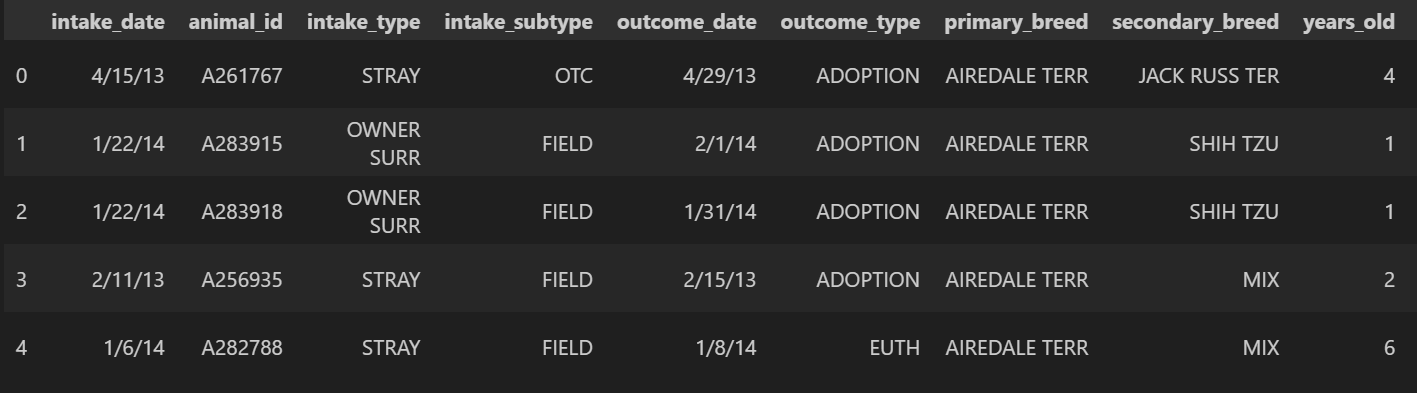 intake_date animal_id intake_type intake_subtype outcome_date outcome_type primary_breed secondary_breed years_old
0 4/15/13 A261767 STRAY OTC 4/29/13 ADOPTION AIREDALE TERR JACK RUSS TER 4
1 1/22/14 A283915 OWNER SURR FIELD 2/1/14 ADOPTION AIREDALE TERR SHIH TZU 1
2 1/22/14 A283918 OWNER SURR FIELD 1/31/14 ADOPTION AIREDALE TERR SHIH TZU 1
3 2/11/13 A256935 STRAY FIELD 2/15/13 ADOPTION AIREDALE TERR MIX 2
4 1/6/14 A282788 STRAY FIELD 1/8/14 EUTH AIREDALE TERR MIX 6